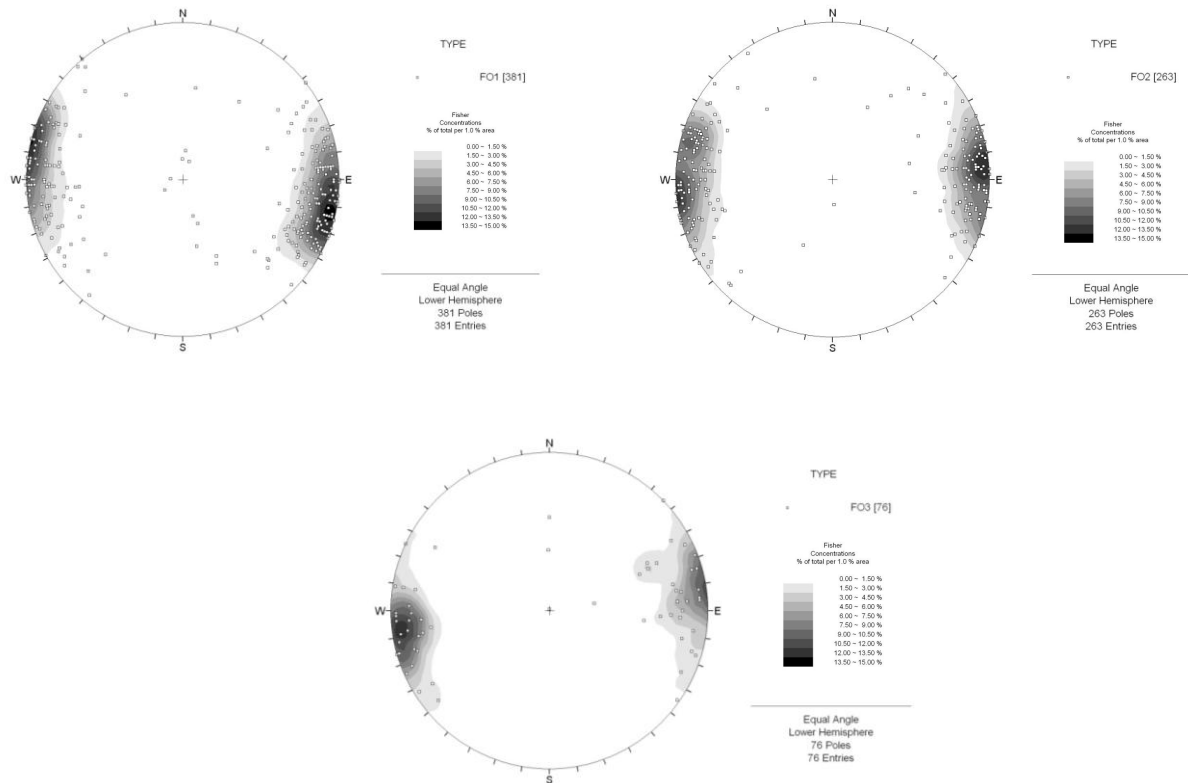 N
W
E
S
TYPE
FO1 [381]
Fisher
Concentrations
% of total per 1.0 % area
0.00 ~ 1.50 %
1.50 ~ 3.00 %
3.00 ~ 4.50 %
4.50 ~ 6.00 %
6.00 ~ 7.50 %
7.50 ~ 9.00 %
9.00 ~ 10.50 %
10.50 ~ 12.00 %
12.00 ~ 13.50 %
13.50 ~ 15.00 %
Equal Angle
Lower Hemisphere
381 Poles
381 Entries
N
W
E
S
TYPE
FO2 [263]
Fisher
Concentrations
% of total per 1.0 % area
0.00 ~ 1.50 %
1.50 ~ 3.00 %
3.00 ~ 4.50 %
4.50 ~ 6.00 %
6.00 ~ 7.50 %
7.50 ~ 9.00 %
9.00 ~ 10.50 %
10.50 ~ 12.00 %
12.00 ~ 13.50 %
13.50 ~ 15.00 %
Equal Angle
Lower Hemisphere
263 Poles
263 Entries
N
W
E
S
TYPE
FO3 [76]
Fisher
Concentrations
% of total per 1.0 % area
0.00 ~ 1.50 %
1.50 ~ 3.00 %
3.00 ~ 4.50 %
4.50 ~ 6.00 %
6.00 ~ 7.50 %
7.50 ~ 9.00 %
9.00 ~ 10.50 %
10.50 ~ 12.00 %
12.00 ~ 13.50 %
13.50 ~ 15.00 %
Equal Angle
Lower Hemisphere
76 Poles
76 Entries